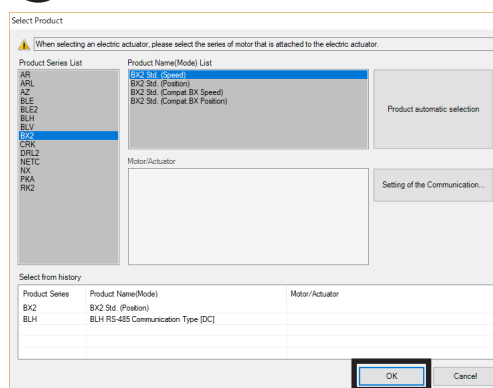 Select Product
When selecting an electric actuator, please select the series of motor that is attached to the electric actuator.
Product Series List
Product Name(Mode) List
AR
ARL
AZ
BLE
BLE2
BLH
BLV
BX2
CRK
DRL2
NETC
NX
PKA
RK2
BX2 Std. (Speed)
BX2 Std. (Position)
BX2 Std. (Compat.BX Speed)
BX2 Std. (Compat.BX Position)
Product automatic selection
Motor/Actuator
Setting of the Communication...
Select from history
Product Series Product Name(Mode) Motor/Actuator
BX2 BX2 Std. (Position)
BLH BLH RS-485 Communication Type [DC]
OK Cancel